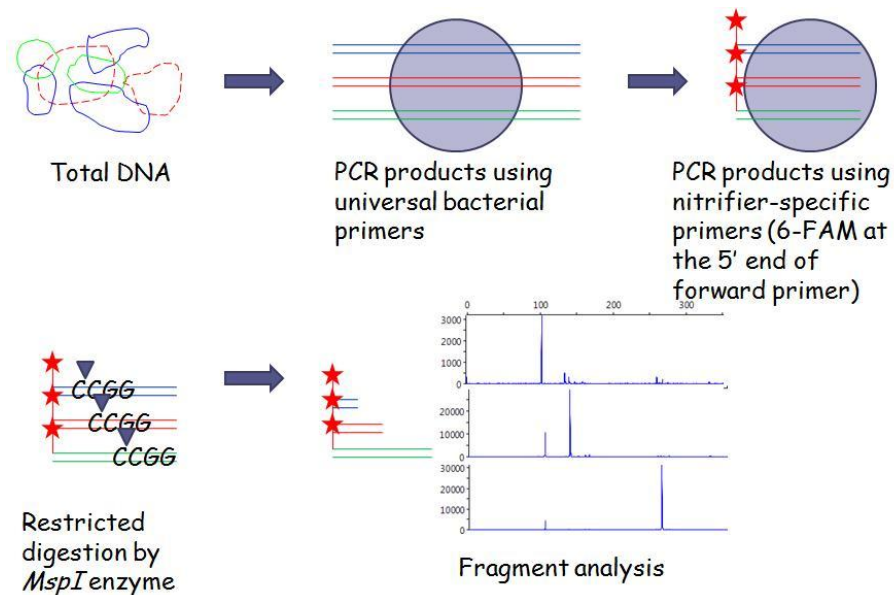 Total DNA
PCR products using
universal bacterial
primers
PCR products using
nitrifier-specific
primers (6-FAM at
the 5' end of
forward primer)
0 100 200 300
3000
2000
1000
0
20000
10000
0
30000
20000
10000
0
CCGG
CCGG
CCGG
Restricted
digestion by
MspI enzyme
Fragment analysis